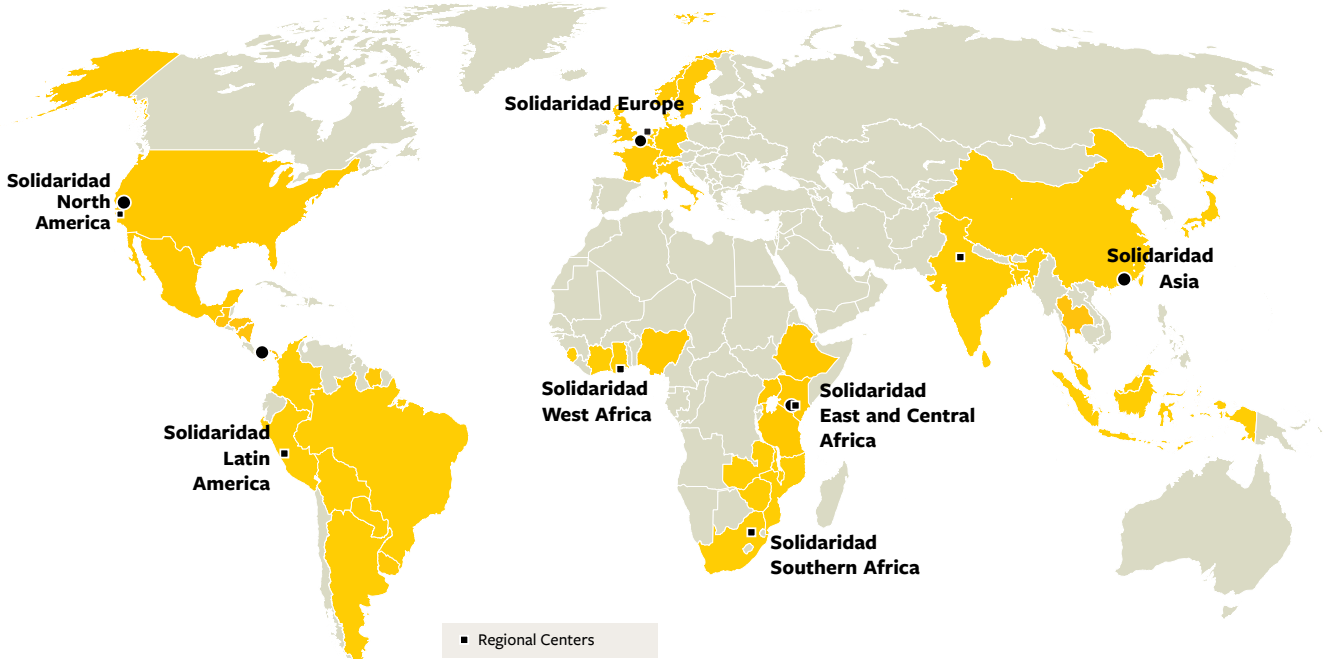 Solidaridad Europe
Solidaridad
North
America
Solidaridad
Asia
Solidaridad
West Africa
Solidaridad
East and Central
Africa
Solidaridad
Latin
America
Solidaridad
Southern Africa
Regional Centers